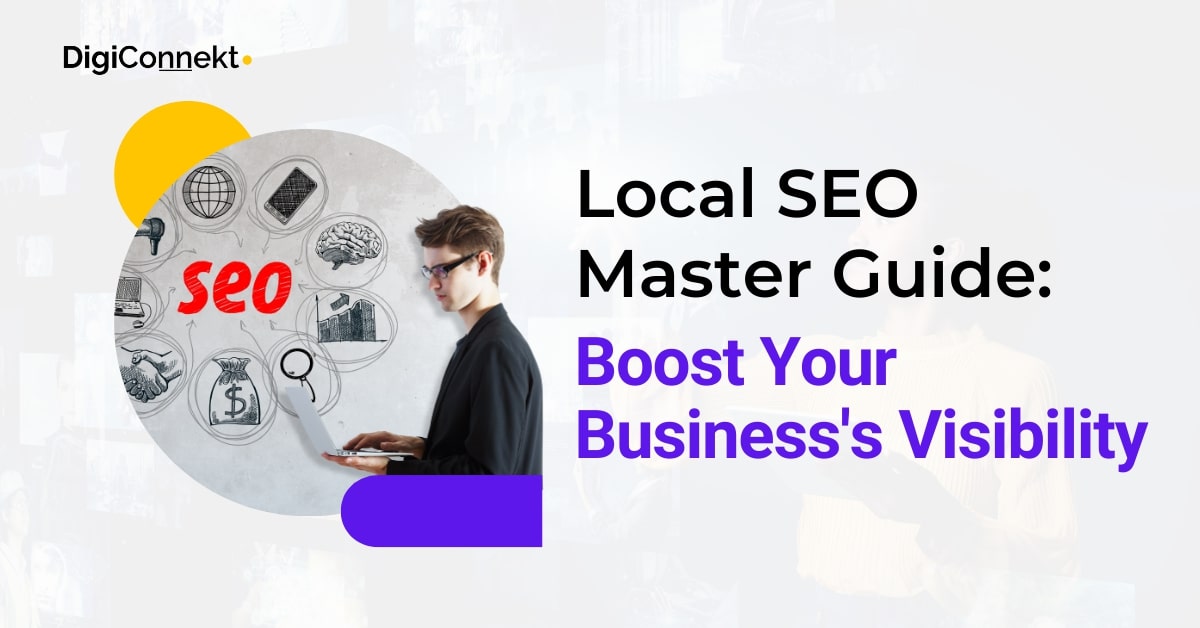 DigiConnekt
seo
$
Local SEO
Master Guide:
Boost Your
Business's Visibility